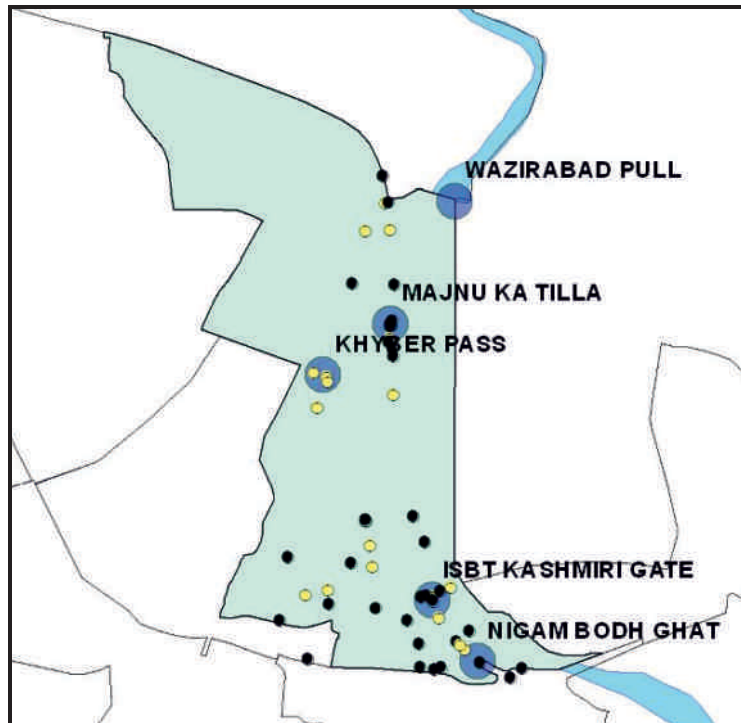 WAZIRABAD PULL
MAJNU KA TILLA
KHYBER PASS
ISBT KASHMIRI GATE
NIGAM BODH GHAT